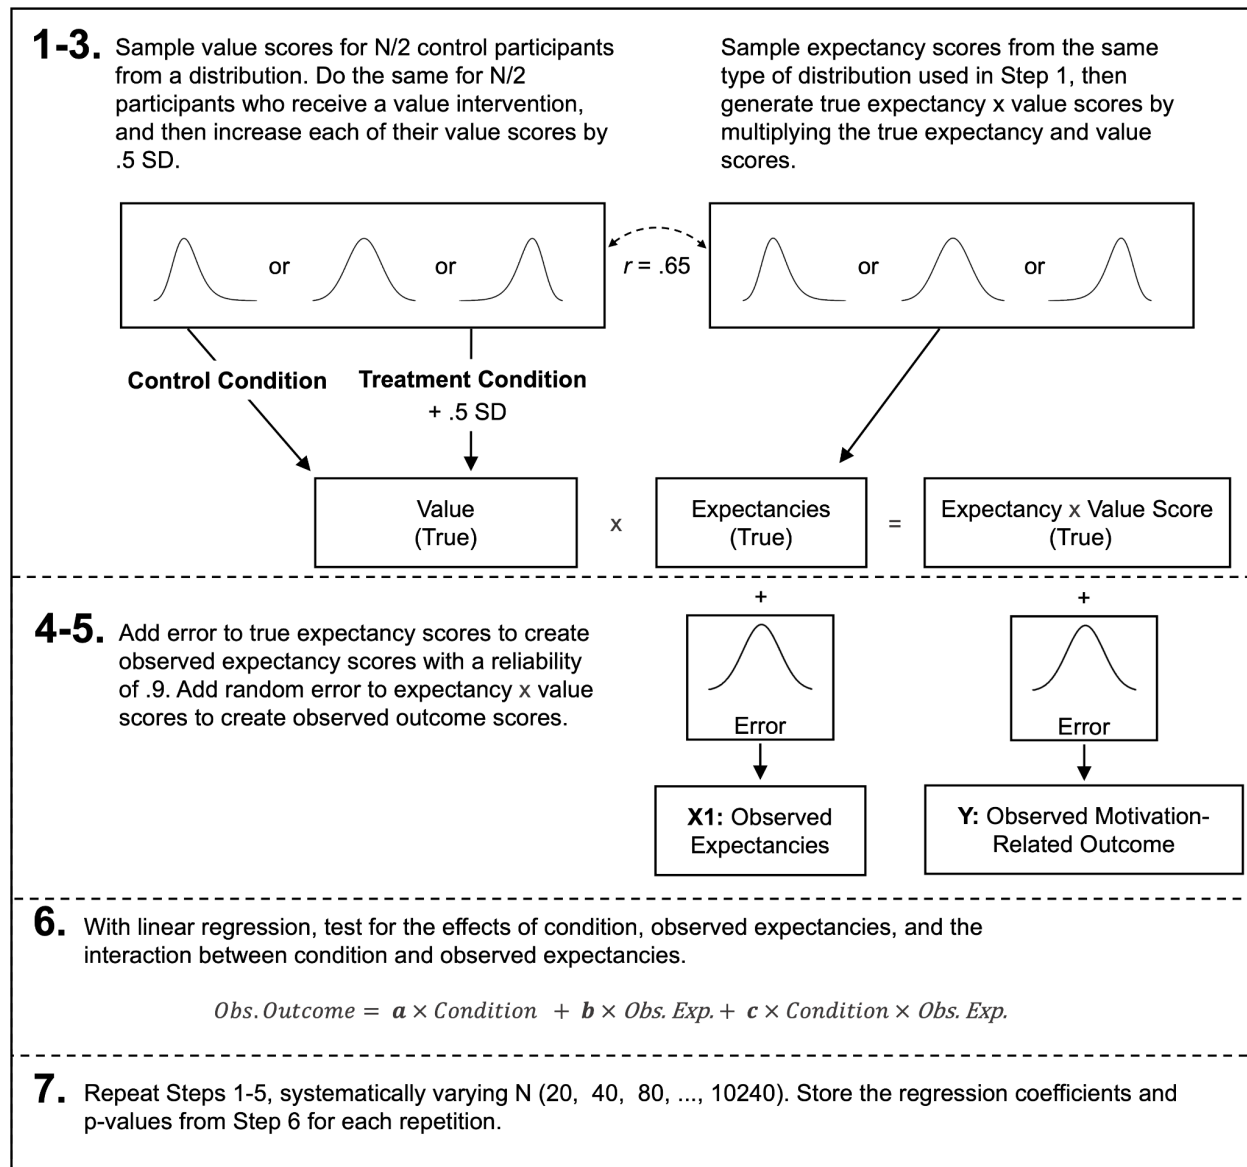 1-3. Sample value scores for N/2 control participants
from a distribution. Do the same for N/2
participants who receive a value intervention,
and then increase each of their value scores by
.5 SD.
Sample expectancy scores from the same
type of distribution used in Step 1, then
generate true expectancy x value scores by
multiplying the true expectancy and value
scores.
or or
r = .65
or or
Control Condition
Treatment Condition
+ .5 SD
Value
(True)
x
Expectancies
(True)
=
Expectancy x Value Score
(True)
4-5. Add error to true expectancy scores to create
observed expectancy scores with a reliability
of .9. Add random error to expectancy x value
scores to create observed outcome scores.
+
Error
X1: Observed
Expectancies
+
Error
Y: Observed Motivation-
Related Outcome
6. With linear regression, test for the effects of condition, observed expectancies, and the
interaction between condition and observed expectancies.
Obs. Outcome = a × Condition + b × Obs. Exp. + c × Condition × Obs. Exp.
7. Repeat Steps 1-5, systematically varying N (20, 40, 80, ..., 10240). Store the regression coefficients and
p-values from Step 6 for each repetition.